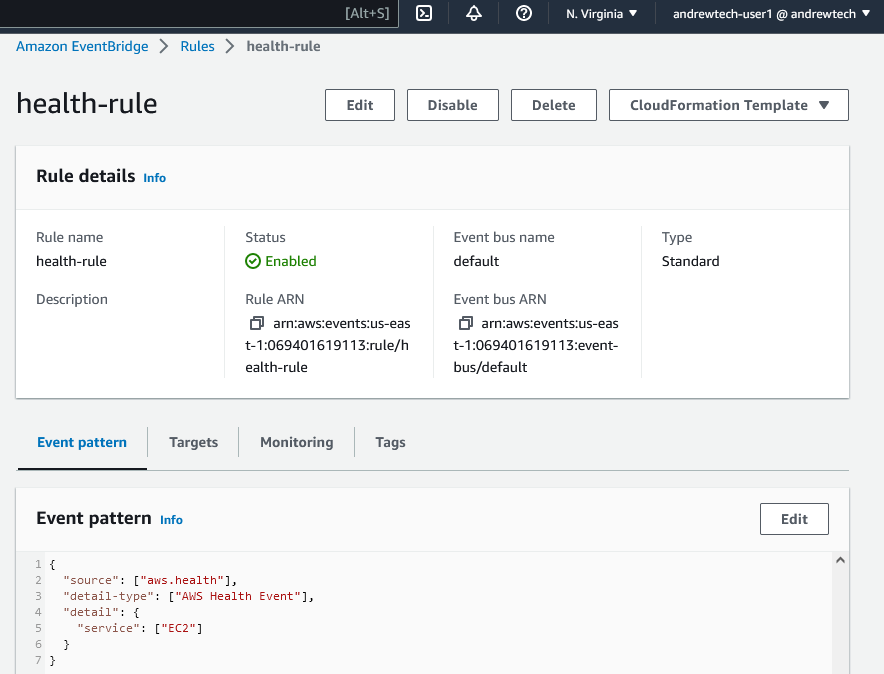 [Alt+S] N. Virginia andrewtech-user1 @ andrewtech
Amazon EventBridge Rules health-rule
health-rule Edit Disable Delete CloudFormation Template
Rule details Info
Rule name Status Event bus name Type
health-rule Enabled default Standard
Description Rule ARN Event bus ARN
arn:aws:events:us-eas arn:aws:events:us-eas
t-1:069401619113:rule/h t-1:069401619113:event-
ealth-rule bus/default
Event pattern Targets Monitoring Tags
Event pattern Info Edit
1 {
2 "source": ["aws.health"],
3 "detail-type": ["AWS Health Event"],
4 "detail": {
5 "service": ["EC2"]
6 }
7 }